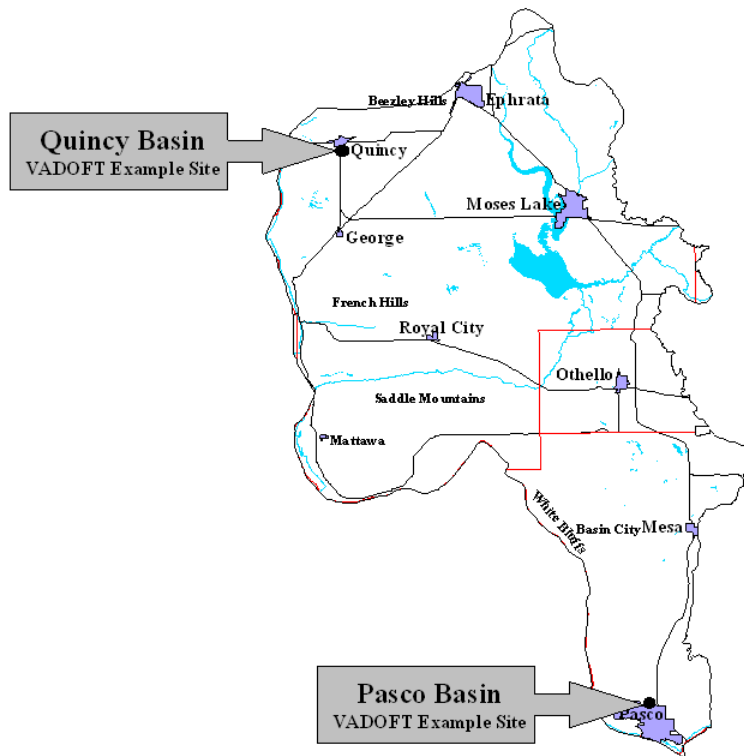 Beezley Hills
Ephrata
Quincy Basin
VADOFT Example Site
Quincy
Moses Lake
George
French Hills
Royal City
Othello
Saddle Mountains
Mattawa
White Bluffs
Basin City
Mesa
Pasco Basin
VADOFT Example Site
Pasco